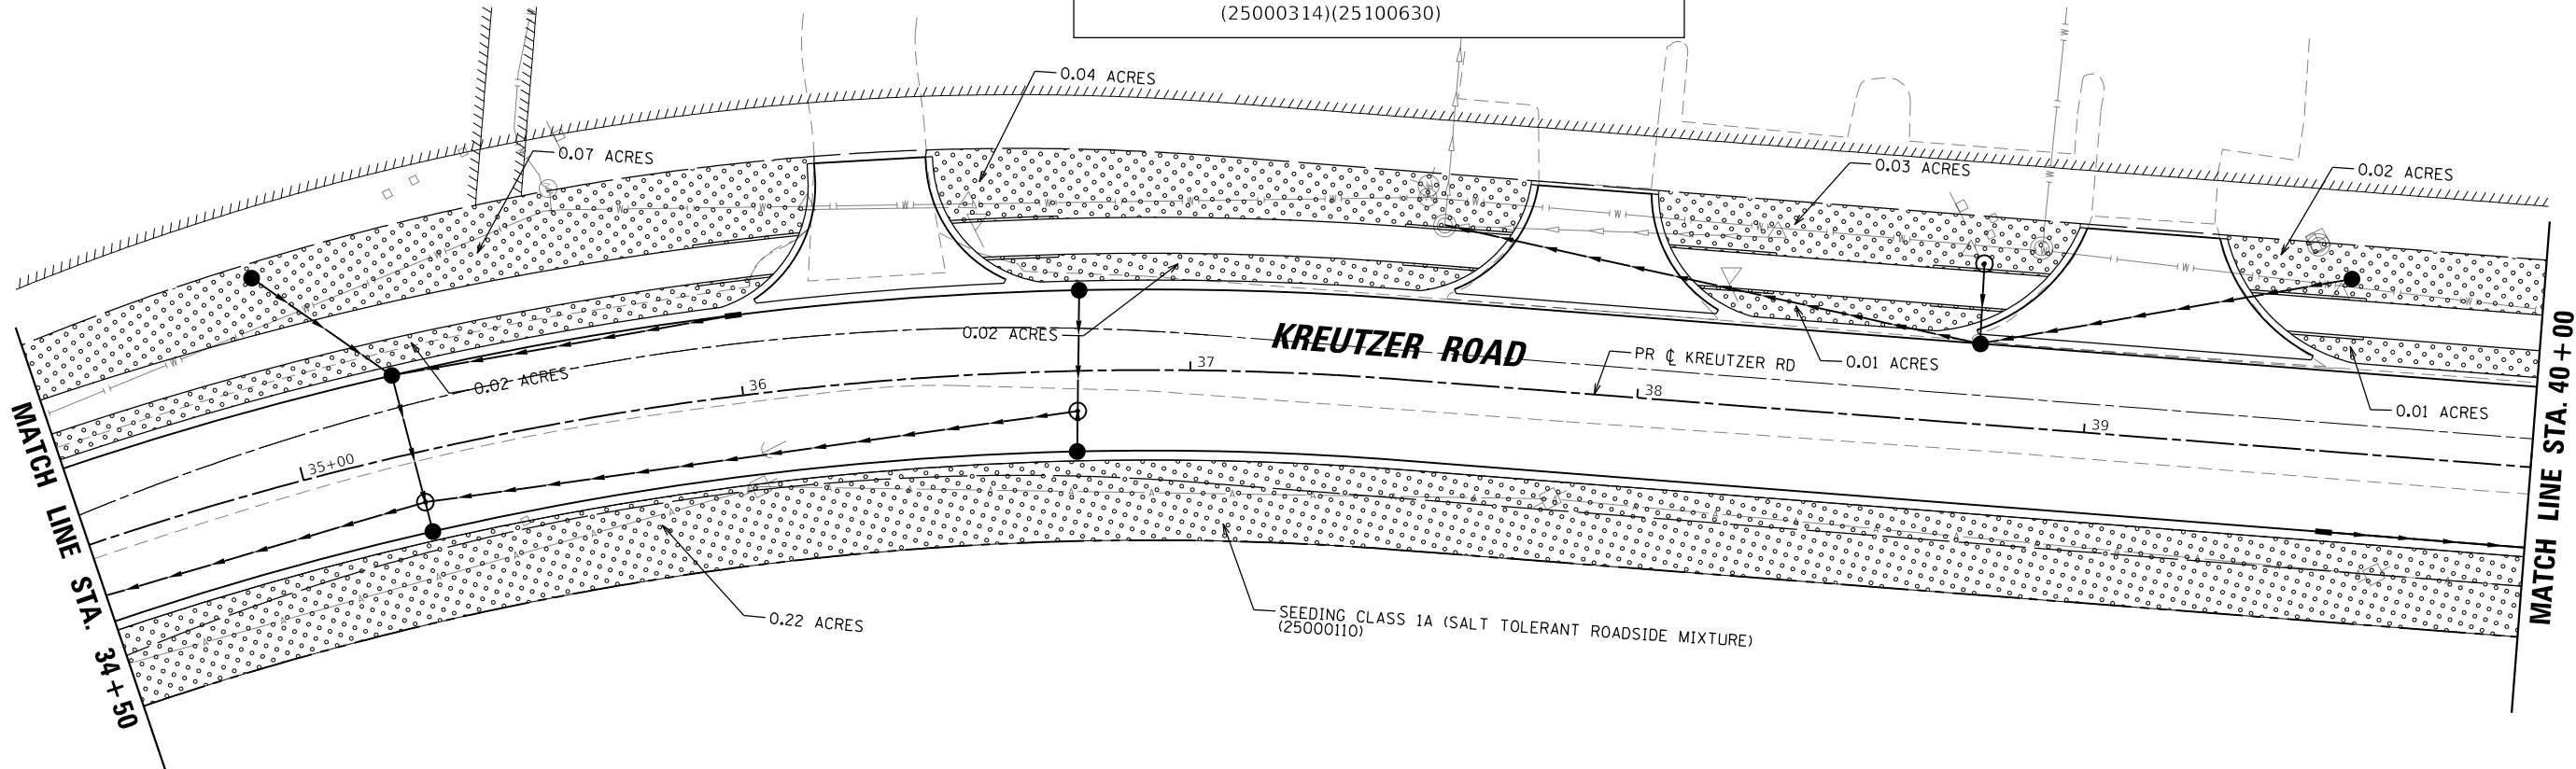 (25000314)(25100630)
0.04 ACRES
0.07 ACRES
0.03 ACRES
0.02 ACRES
0.02 ACRES
KREUTZER ROAD
PR ℄ KREUTZER RD
0.01 ACRES
0.02 ACRES
0.01 ACRES
35+00
36
37
38
39
MATCH LINE STA. 34+50
MATCH LINE STA. 40+00
0.22 ACRES
SEEDING CLASS 1A (SALT TOLERANT ROADSIDE MIXTURE)
(25000110)